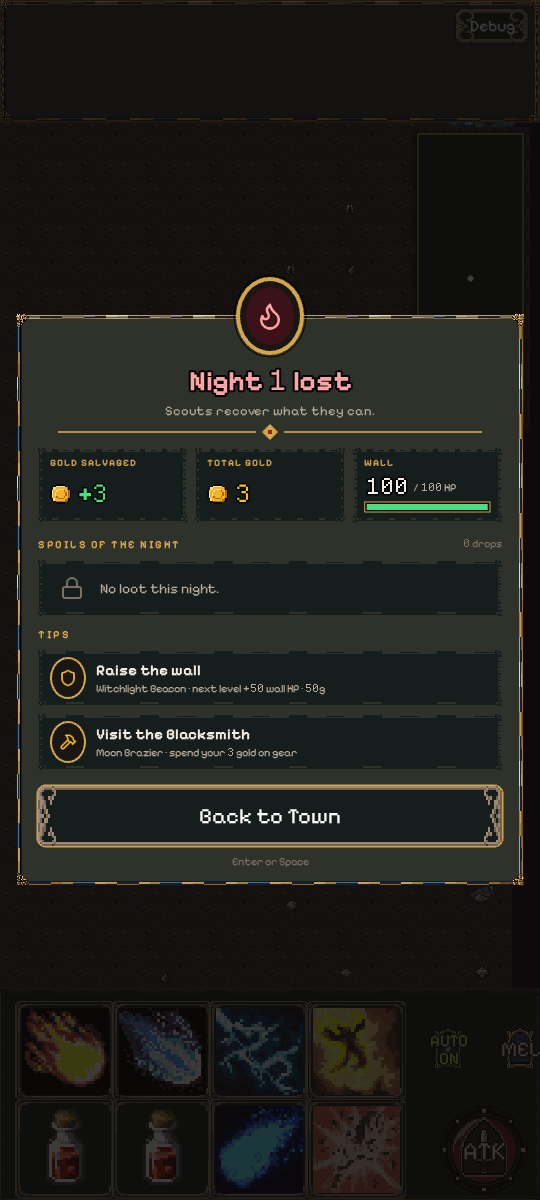 Debug
Night 1 lost
Scouts recover what they can.
GOLD SALVAGED
+3
TOTAL GOLD
3
WALL
100 / 100 HP
SPOILS OF THE NIGHT
0 drops
No loot this night.
TIPS
Raise the wall
Witchlight Beacon · next level +50 wall HP · 50g
Visit the Blacksmith
Moon Grazier · spend your 3 gold on gear
Back to Town
Enter or Space
AUTO
ON
MEL
ATK